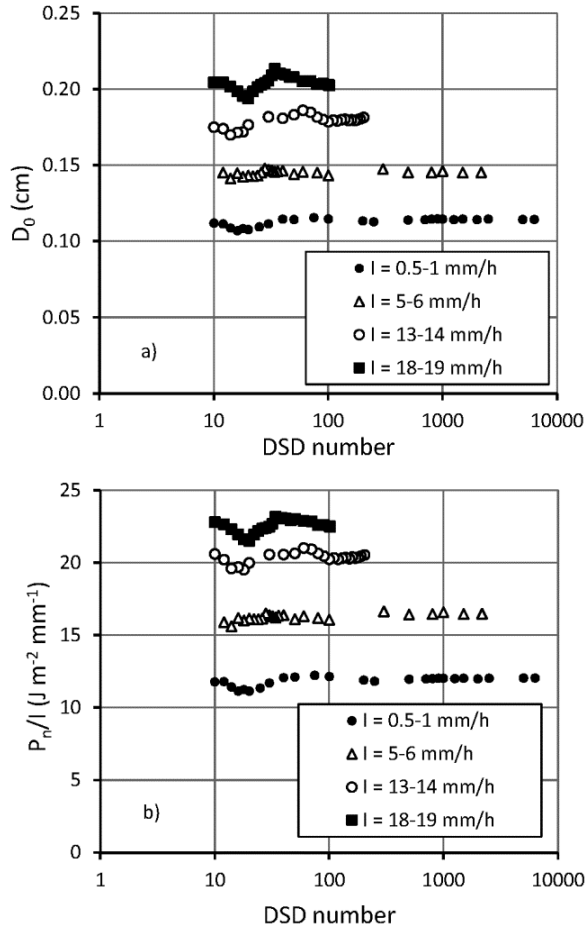 0.25
0.20
0.15
0.10
0.05
0.00
D₀ (cm)
I = 0.5-1 mm/h
I = 5-6 mm/h
I = 13-14 mm/h
I = 18-19 mm/h
a)
1 10 100 1000 10000
DSD number
25
20
15
10
5
0
Pₙ/I (J m⁻² mm⁻¹)
I = 0.5-1 mm/h
I = 5-6 mm/h
I = 13-14 mm/h
I = 18-19 mm/h
b)
1 10 100 1000 10000
DSD number